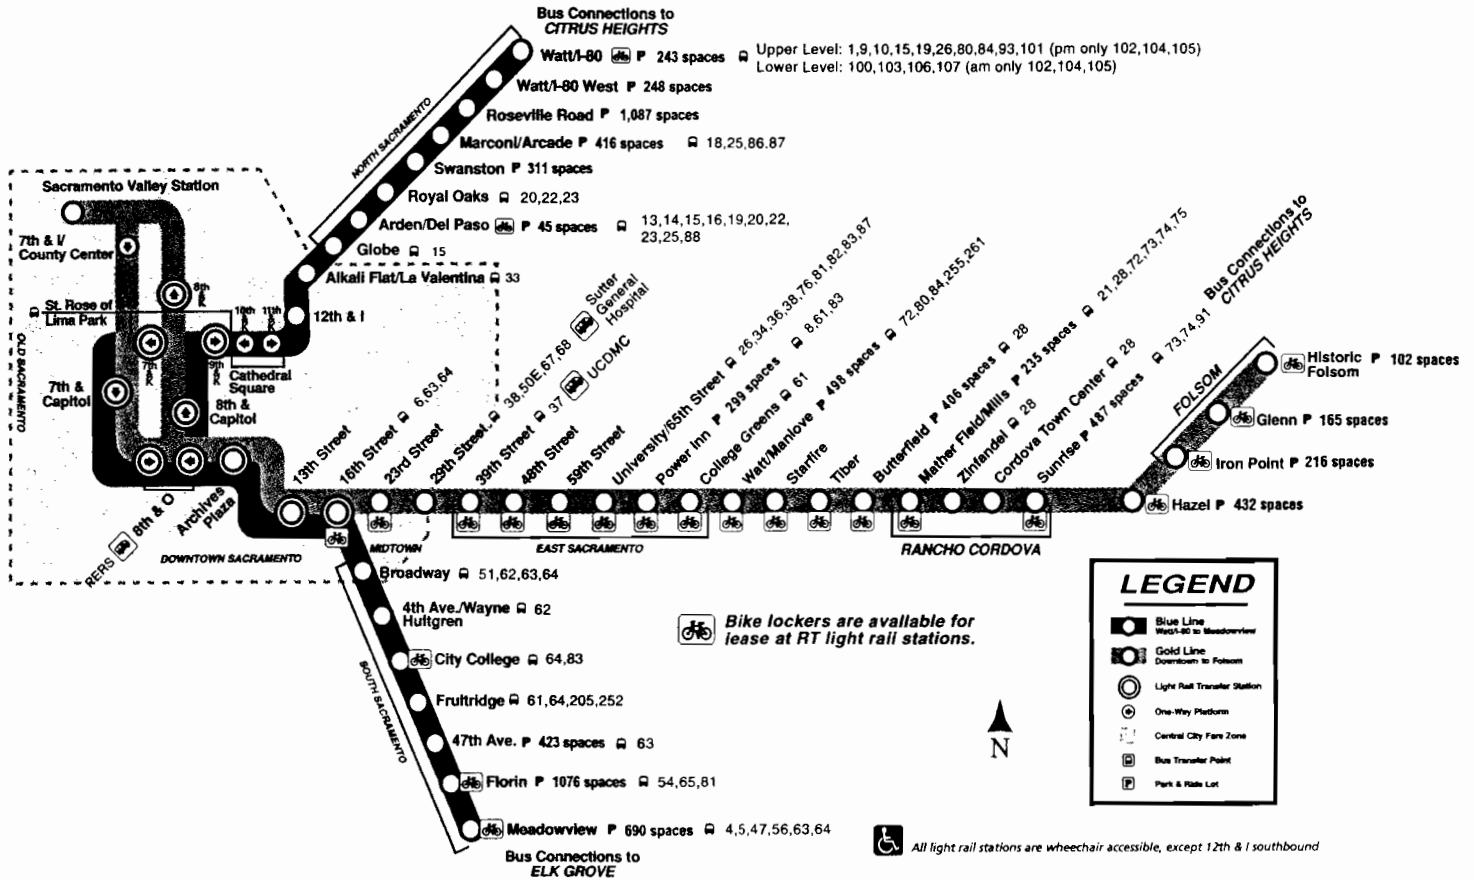 Bus Connections to
CITRUS HEIGHTS
Watt/I-80 P 243 spaces
Upper Level: 1,9,10,15,19,26,80,84,93,101 (pm only 102,104,105)
Lower Level: 100,103,106,107 (am only 102,104,105)
Watt/I-80 West P 248 spaces
Roseville Road P 1,087 spaces
Marconi/Arcade P 416 spaces 18,25,86.87
Swanston P 311 spaces
Royal Oaks 20,22,23
Arden/Del Paso P 45 spaces 13,14,15,16,19,20,22,
23,25,88
Globe 15
Alkali Flat/La Valentina 33
12th & I
NORTH SACRAMENTO
Sacramento Valley Station
7th & I/
County Center
St. Rose of
Lima Park
8th
& K
7th
& K
9th
& K
10th
& K
11th
& K
Cathedral
Square
OLD SACRAMENTO
7th &
Capitol
8th &
Capitol
RERS
8th & O
Archives
Plaza
DOWNTOWN SACRAMENTO
13th Street
16th Street 6,63,64
23rd Street
29th Street 38,50E,67,68 Sutter
General
Hospital
39th Street 37 UCDMC
48th Street
59th Street
University/65th Street 26,34,36,38,76,81,82,83,87
Power Inn P 299 spaces 8,61,83
College Greens 61
Watt/Manlove P 498 spaces 72,80,84,255,261
Starfire
Tiber
Butterfield P 406 spaces 28
Mather Field/Mills P 235 spaces 21,28,72,73,74,75
Zinfandel 28
Cordova Town Center 28
Sunrise P 487 spaces 73,74,91
Bus Connections to
CITRUS HEIGHTS
Hazel P 432 spaces
Iron Point P 216 spaces
Glenn P 165 spaces
Historic
Folsom P 102 spaces
FOLSOM
MIDTOWN
EAST SACRAMENTO
RANCHO CORDOVA
Broadway 51,62,63,64
4th Ave./Wayne
Hultgren 62
City College 64,83
Fruitridge 61,64,205,252
47th Ave. P 423 spaces 63
Florin P 1076 spaces 54,65,81
Meadowview P 690 spaces 4,5,47,56,63,64
SOUTH SACRAMENTO
Bus Connections to
ELK GROVE
Bike lockers are available for
lease at RT light rail stations.
N
LEGEND
Blue Line
Watt/I-80 to Meadowview
Gold Line
Downtown to Folsom
Light Rail Transfer Station
One-Way Platform
Central City Fare Zone
Bus Transfer Point
P Park & Ride Lot
All light rail stations are wheechair accessible, except 12th & I southbound